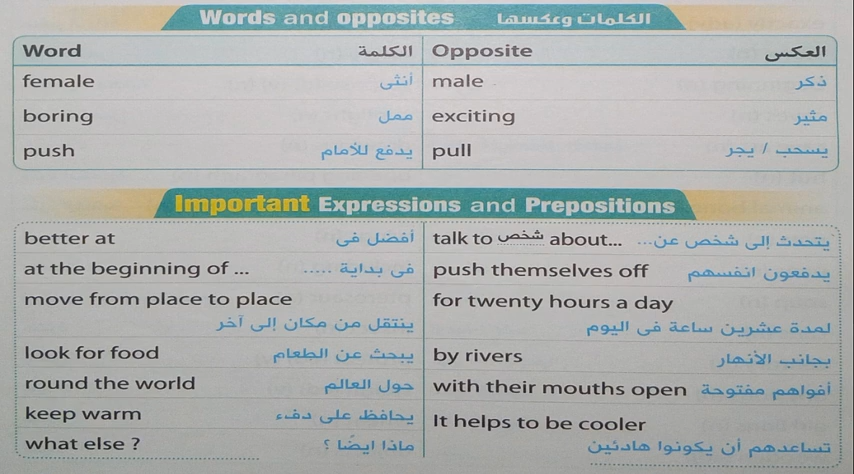 Words and opposites الكلمات وعكسها
Word الكلمة Opposite العكس
female أنثى male ذكر
boring ممل exciting مثير
push يدفع للأمام pull يسحب / يجر
Important Expressions and Prepositions
better at أفضل فى
at the beginning of ... فى بداية .....
move from place to place
ينتقل من مكان إلى آخر
look for food يبحث عن الطعام
round the world حول العالم
keep warm يحافظ على دفء
what else ? ماذا ايضًا ؟
talk to شخص about... يتحدث إلى شخص عن...
push themselves off يدفعون انفسهم
for twenty hours a day
لمدة عشرين ساعة فى اليوم
by rivers بجانب الأنهار
with their mouths open أفواهم مفتوحة
It helps to be cooler
تساعدهم أن يكونوا هادئين